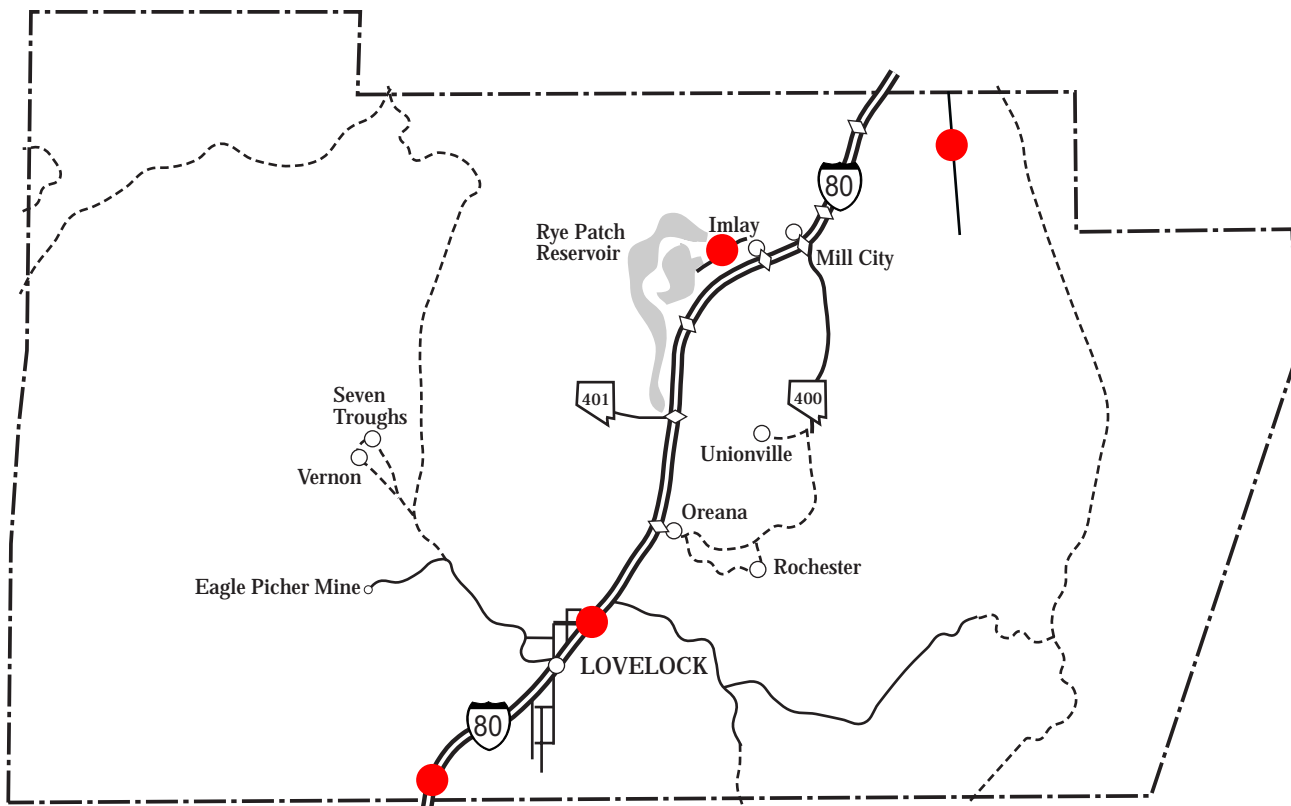 80
Rye Patch
Reservoir
Imlay
Mill City
Seven
Troughs
401
400
Vernon
Unionville
Oreana
Eagle Picher Mine
Rochester
LOVELOCK
80